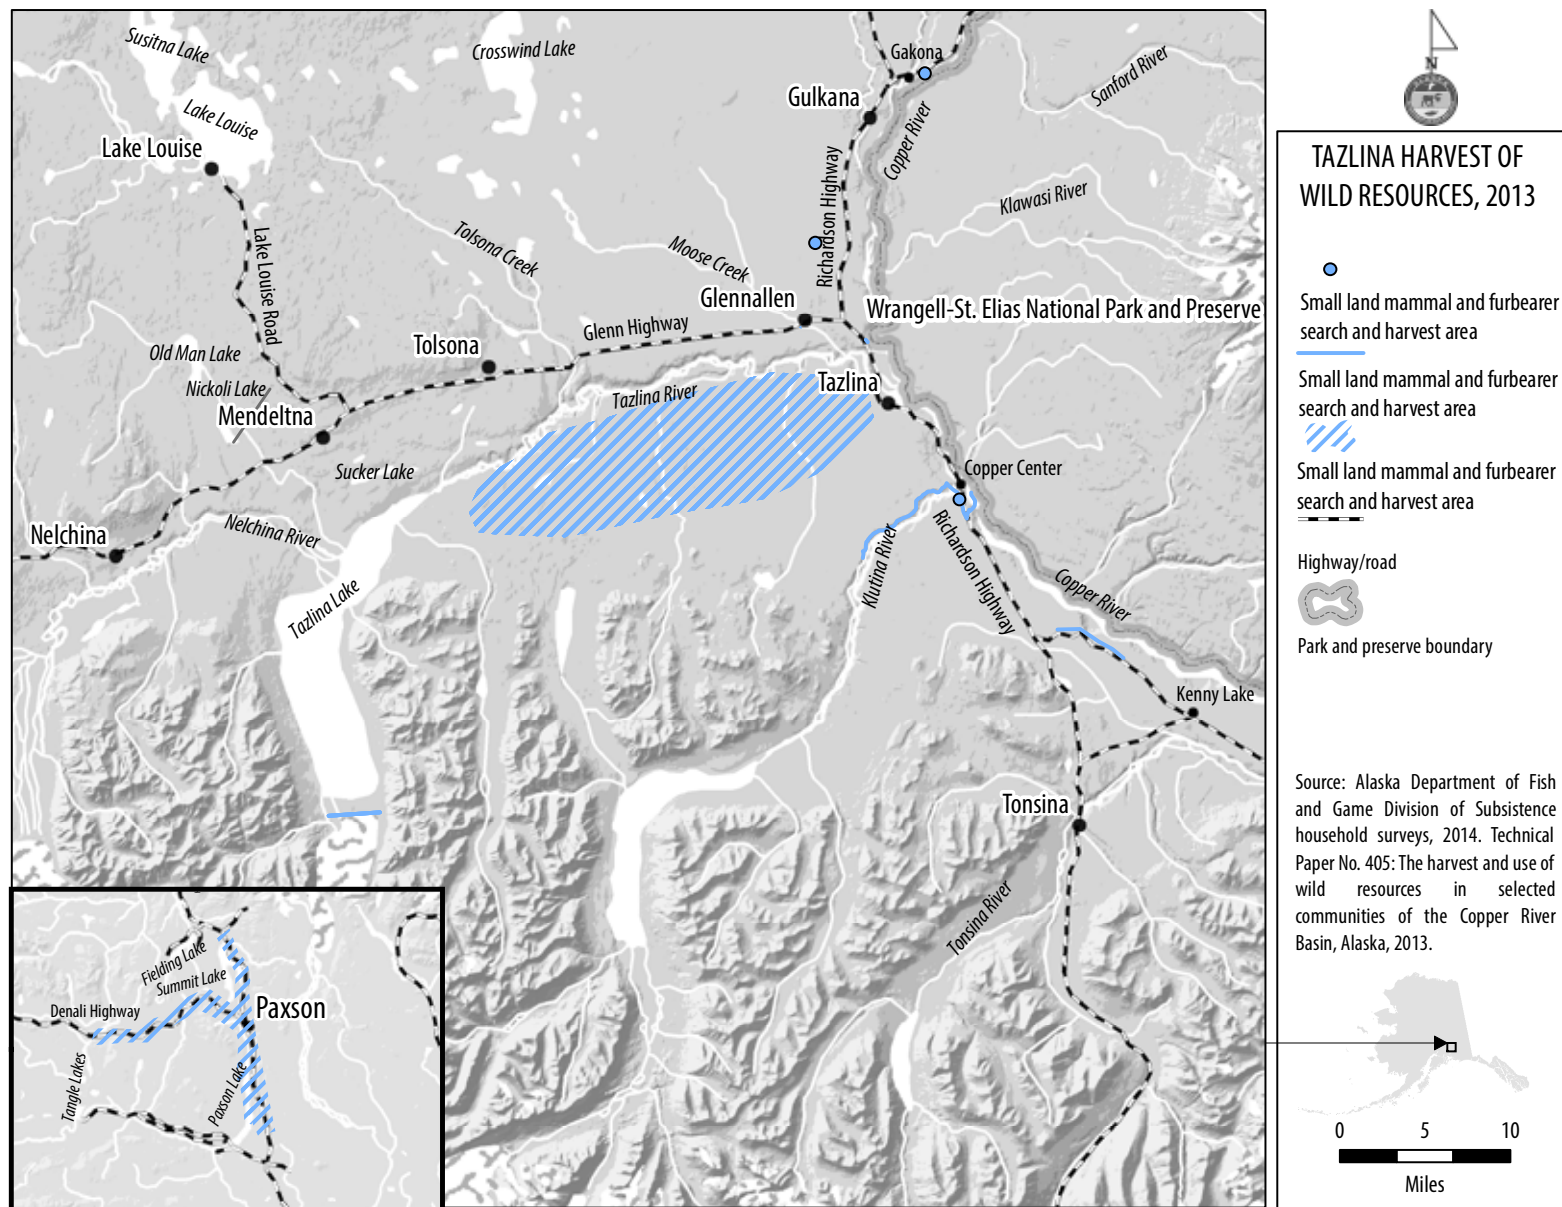 Susitna Lake
Crosswind Lake
Gakona
Sanford River
Gulkana
Lake Louise
Copper River
Lake Louise
Richardson Highway
Klawasi River
Lake Louise Road
Tolsona Creek
Moose Creek
Glennallen
Wrangell-St. Elias National Park and Preserve
Glenn Highway
Old Man Lake
Tolsona
Nickoli Lake
Tazlina River
Tazlina
Mendeltna
Sucker Lake
Copper Center
Nelchina River
Nelchina
Klutina River
Richardson Highway
Copper River
Tazlina Lake
Kenny Lake
Tonsina
Tonsina River
Fielding Lake
Summit Lake
Denali Highway
Paxson
Tangle Lakes
Paxson Lake
N
TAZLINA HARVEST OF
WILD RESOURCES, 2013
Small land mammal and furbearer
search and harvest area
Small land mammal and furbearer
search and harvest area
Small land mammal and furbearer
search and harvest area
Highway/road
Park and preserve boundary
Source: Alaska Department of Fish
and Game Division of Subsistence
household surveys, 2014. Technical
Paper No. 405: The harvest and use of
wild resources in selected
communities of the Copper River
Basin, Alaska, 2013.
0 5 10
Miles